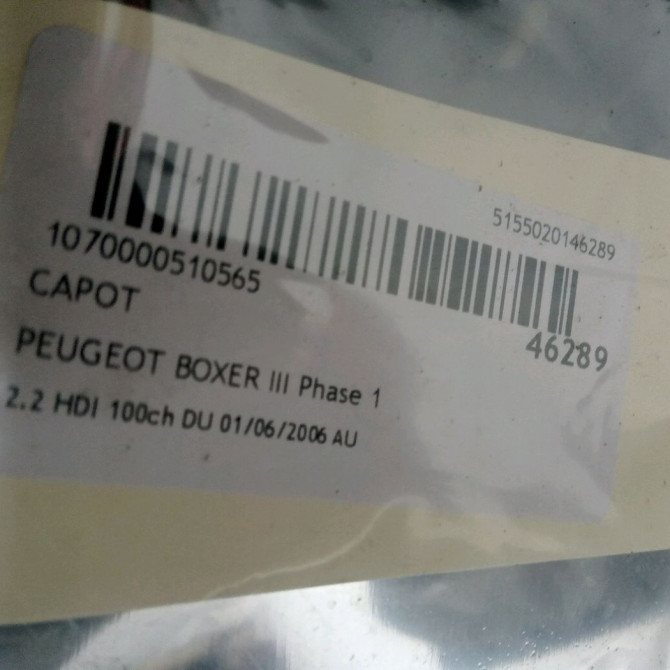 5155020146289
1070000510565
46289
CAPOT
PEUGEOT BOXER III Phase 1
2.2 HDI 100ch DU 01/06/2006 AU